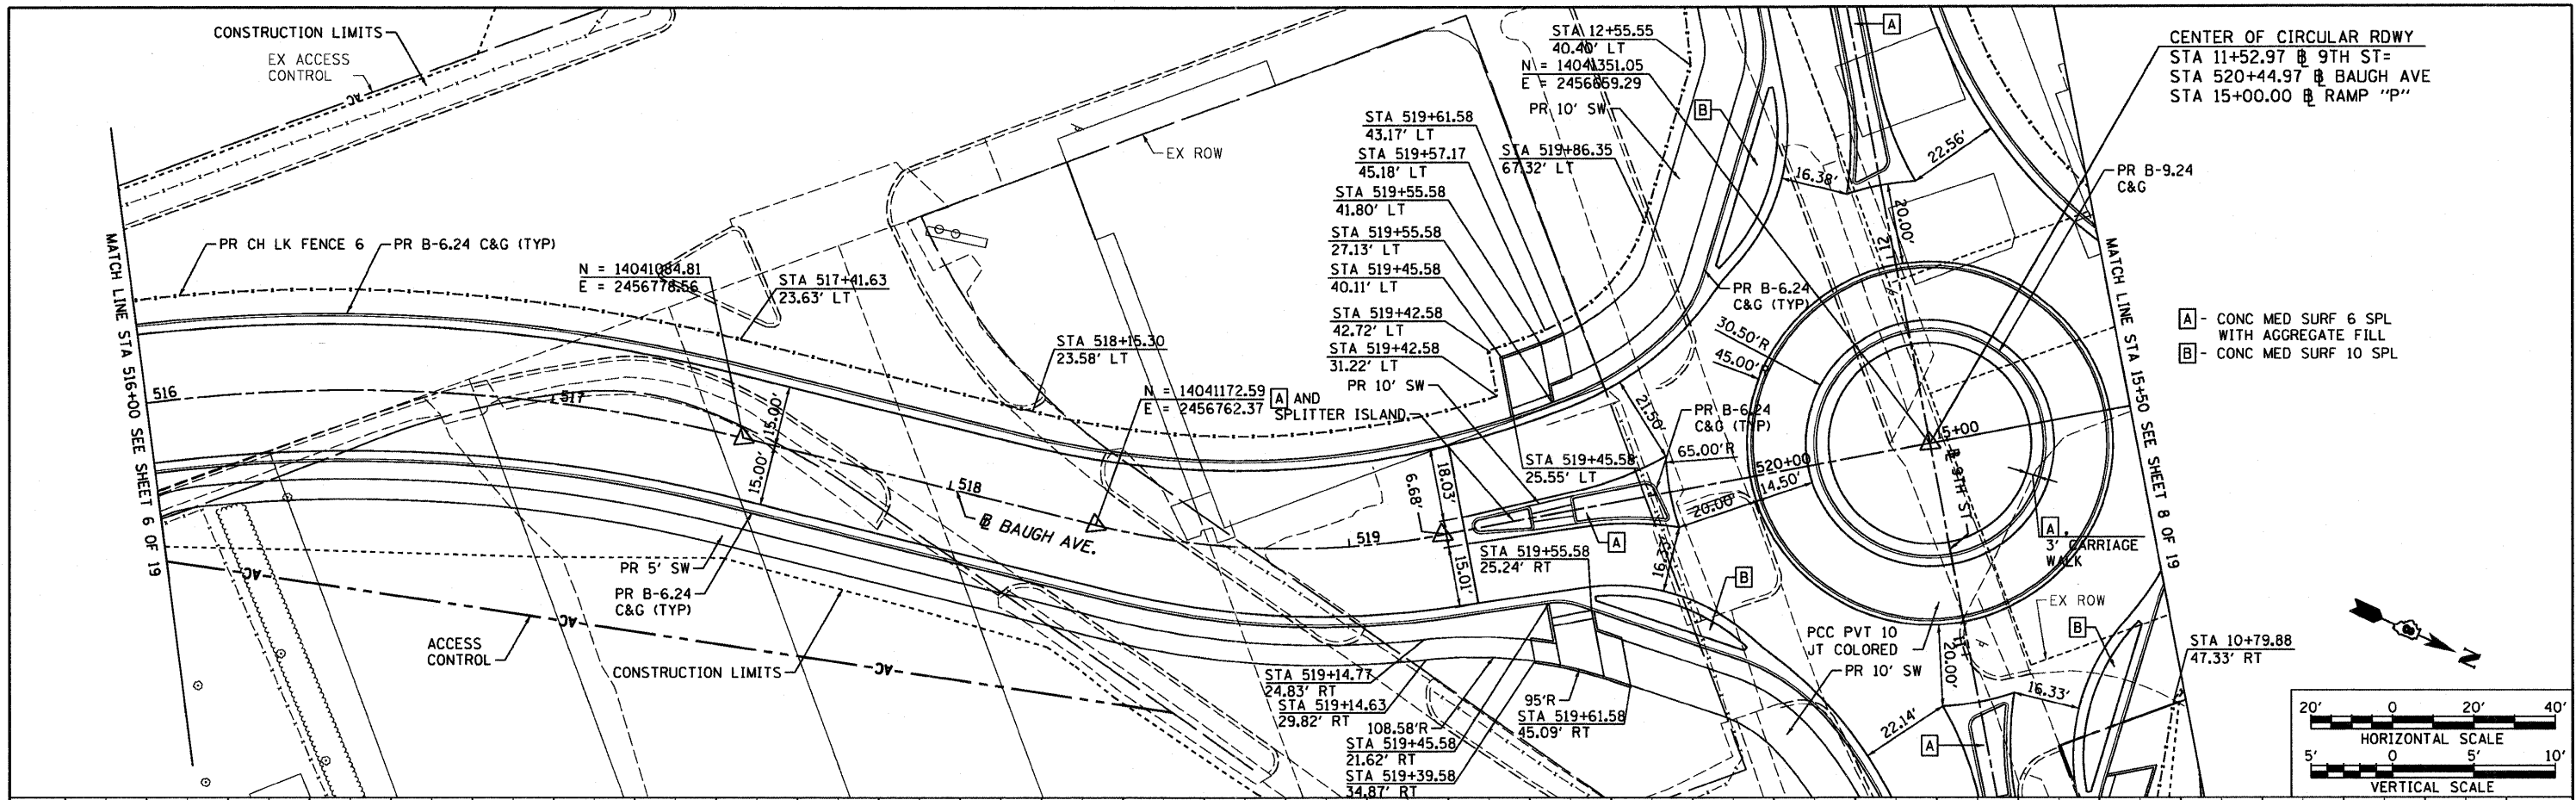 CONSTRUCTION LIMITS
EX ACCESS
CONTROL
AC
MATCH LINE STA 516+00 SEE SHEET 6 OF 19
PR CH LK FENCE 6
PR B-6.24 C&G (TYP)
N = 14041084.81
E = 2456778.56
STA 517+41.63
23.63' LT
STA 518+15.30
23.58' LT
N = 14041172.59
E = 2456762.37
A AND
SPLITTER ISLAND
EX ROW
516
517
518
519
520+00
15+00
15.00'
15.00'
℄ BAUGH AVE.
PR 5' SW
PR B-6.24
C&G (TYP)
AC
ACCESS
CONTROL
AC
CONSTRUCTION LIMITS
AC
STA 12+55.55
40.40' LT
N = 14041351.05
E = 2456659.29
PR 10' SW
B
STA 519+61.58
43.17' LT
STA 519+57.17
45.18' LT
STA 519+86.35
67.32' LT
STA 519+55.58
41.80' LT
STA 519+55.58
27.13' LT
STA 519+45.58
40.11' LT
STA 519+42.58
42.72' LT
STA 519+42.58
31.22' LT
PR 10' SW
STA 519+45.58
25.55' LT
18.03'
6.68'
15.01'
21.50'
65.00'R
PR B-6.24
C&G (TYP)
PR B-6.24
C&G (TYP)
30.50'R
45.00'
20.00'
14.50'
A
STA 519+55.58
25.24' RT
B
STA 519+14.77
24.83' RT
STA 519+14.63
29.82' RT
108.58'R
STA 519+45.58
21.62' RT
STA 519+39.58
34.87' RT
95'R
STA 519+61.58
45.09' RT
A
16.38'
22.56'
20.00'
12
CENTER OF CIRCULAR RDWY
STA 11+52.97 ℄ 9TH ST=
STA 520+44.97 ℄ BAUGH AVE
STA 15+00.00 ℄ RAMP "P"
PR B-9.24
C&G
MATCH LINE STA 15+50 SEE SHEET 8 OF 19
A - CONC MED SURF 6 SPL
WITH AGGREGATE FILL
B - CONC MED SURF 10 SPL
℄ 9TH ST
A
3' CARRIAGE
WALK
EX ROW
B
PCC PVT 10
JT COLORED
PR 10' SW
20.00'
16.33'
22.14'
A
STA 10+79.88
47.33' RT
N
20' 0 20' 40'
HORIZONTAL SCALE
5' 0 5' 10'
VERTICAL SCALE